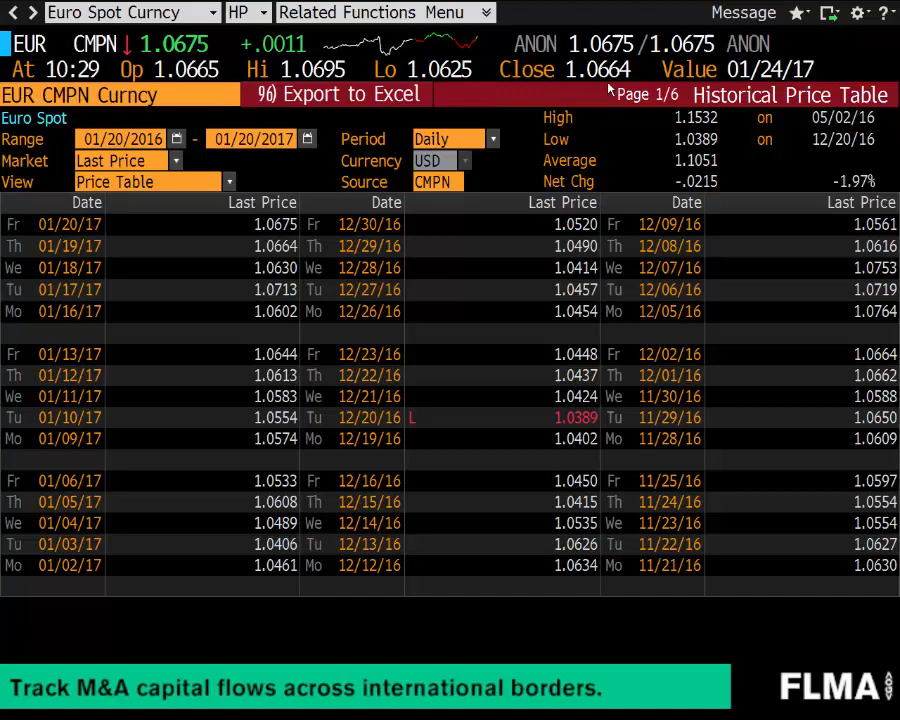 Euro Spot Curncy HP Related Functions Menu Message ?
EUR CMPN 1.0675 +.0011 ANON 1.0675/1.0675 ANON
At 10:29 Op 1.0665 Hi 1.0695 Lo 1.0625 Close 1.0664 Value 01/24/17
EUR CMPN Curncy 96) Export to Excel Page 1/6 Historical Price Table
Euro Spot High 1.1532 on 05/02/16
Range 01/20/2016 - 01/20/2017 Period Daily Low 1.0389 on 12/20/16
Market Last Price Currency USD Average 1.1051
View Price Table Source CMPN Net Chg -.0215 -1.97%
Date Last Price Date Last Price Date Last Price
Fr 01/20/17 1.0675 Fr 12/30/16 1.0520 Fr 12/09/16 1.0561
Th 01/19/17 1.0664 Th 12/29/16 1.0490 Th 12/08/16 1.0616
We 01/18/17 1.0630 We 12/28/16 1.0414 We 12/07/16 1.0753
Tu 01/17/17 1.0713 Tu 12/27/16 1.0457 Tu 12/06/16 1.0719
Mo 01/16/17 1.0602 Mo 12/26/16 1.0454 Mo 12/05/16 1.0764
Fr 01/13/17 1.0644 Fr 12/23/16 1.0448 Fr 12/02/16 1.0664
Th 01/12/17 1.0613 Th 12/22/16 1.0437 Th 12/01/16 1.0662
We 01/11/17 1.0583 We 12/21/16 1.0424 We 11/30/16 1.0588
Tu 01/10/17 1.0554 Tu 12/20/16 L 1.0389 Tu 11/29/16 1.0650
Mo 01/09/17 1.0574 Mo 12/19/16 1.0402 Mo 11/28/16 1.0609
Fr 01/06/17 1.0533 Fr 12/16/16 1.0450 Fr 11/25/16 1.0597
Th 01/05/17 1.0608 Th 12/15/16 1.0415 Th 11/24/16 1.0554
We 01/04/17 1.0489 We 12/14/16 1.0535 We 11/23/16 1.0554
Tu 01/03/17 1.0406 Tu 12/13/16 1.0626 Tu 11/22/16 1.0627
Mo 01/02/17 1.0461 Mo 12/12/16 1.0634 Mo 11/21/16 1.0630
Track M&A capital flows across international borders.
FLMA